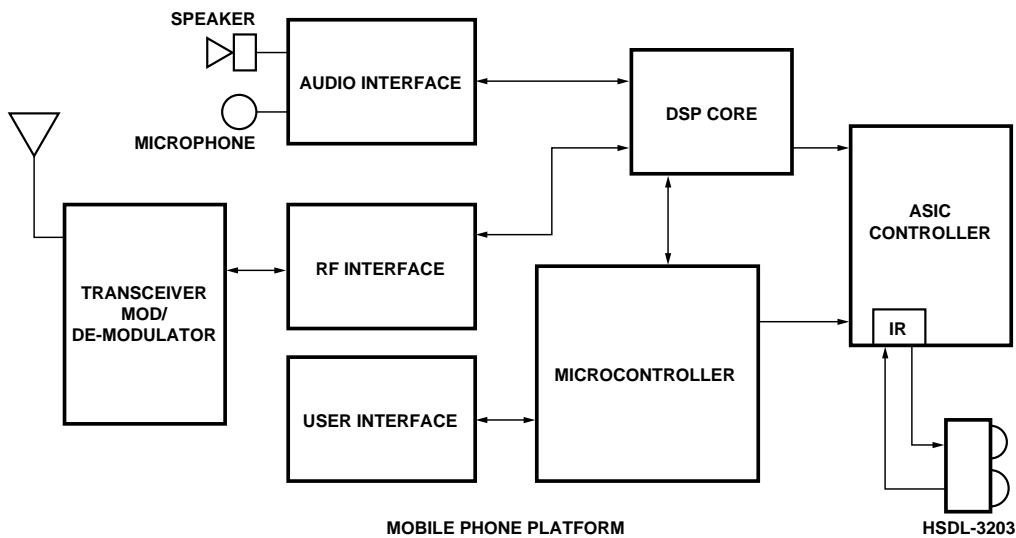 SPEAKER
AUDIO INTERFACE
MICROPHONE
DSP CORE
ASIC
CONTROLLER
RF INTERFACE
TRANSCEIVER
MOD/
DE-MODULATOR
IR
MICROCONTROLLER
USER INTERFACE
MOBILE PHONE PLATFORM
HSDL-3203